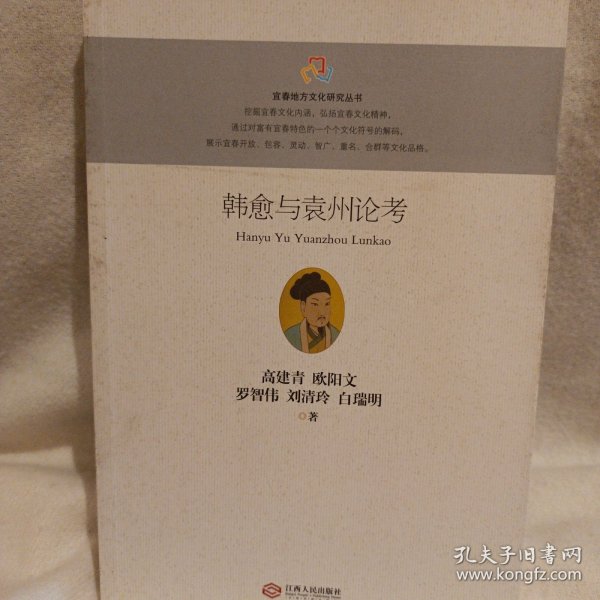 宜春地方文化研究丛书
挖掘宜春文化内涵，弘扬宜春文化精神，
通过对富有宜春特色的一个个文化符号的解码，
展示宜春开放、包容、灵动、智广、重名、合群等文化品格。
韩愈与袁州论考
Hanyu Yu Yuanzhou Lunkao
高建青 欧阳文
罗智伟 刘清玲 白瑞明
著
江西人民出版社
孔夫子旧书网
www.kongfz.com